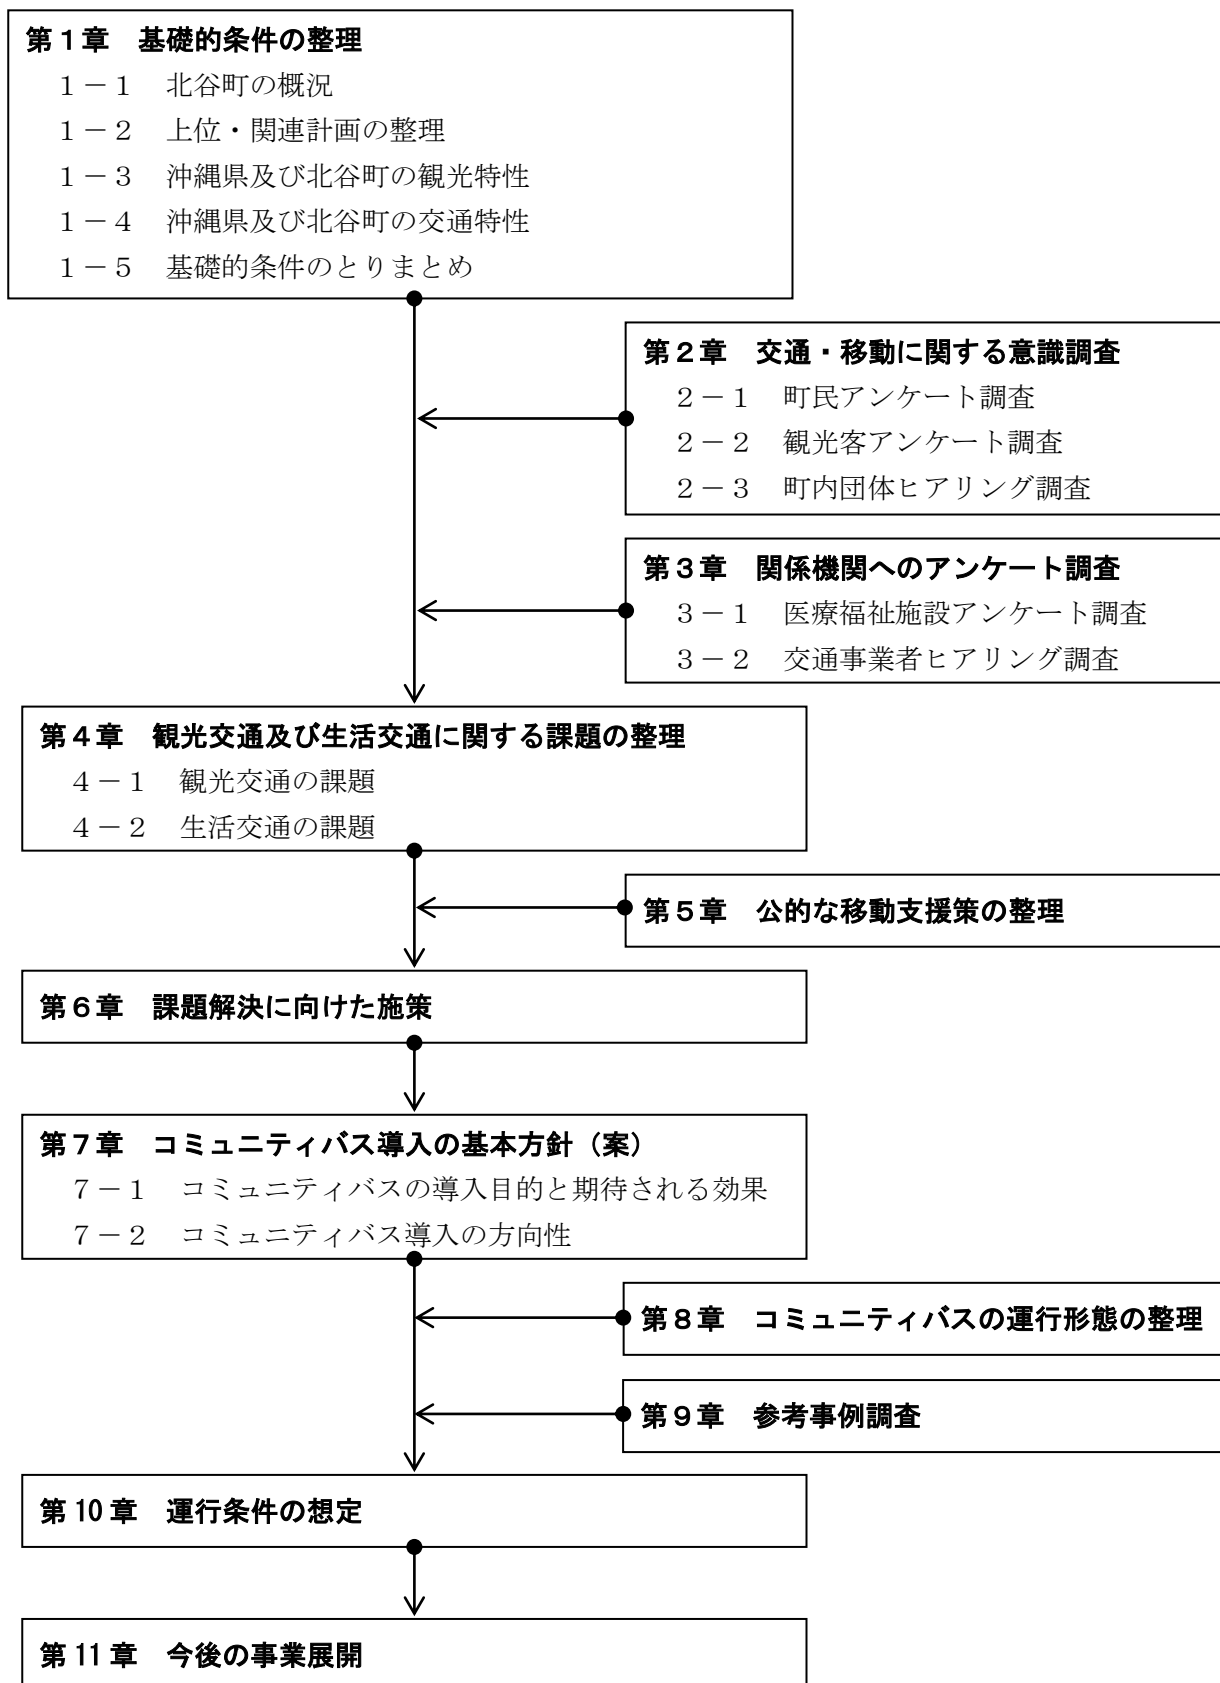 第１章　基礎的条件の整理
１－１　北谷町の概況
１－２　上位・関連計画の整理
１－３　沖縄県及び北谷町の観光特性
１－４　沖縄県及び北谷町の交通特性
１－５　基礎的条件のとりまとめ
第２章　交通・移動に関する意識調査
２－１　町民アンケート調査
２－２　観光客アンケート調査
２－３　町内団体ヒアリング調査
第３章　関係機関へのアンケート調査
３－１　医療福祉施設アンケート調査
３－２　交通事業者ヒアリング調査
第４章　観光交通及び生活交通に関する課題の整理
４－１　観光交通の課題
４－２　生活交通の課題
第５章　公的な移動支援策の整理
第６章　課題解決に向けた施策
第７章　コミュニティバス導入の基本方針（案）
７－１　コミュニティバスの導入目的と期待される効果
７－２　コミュニティバス導入の方向性
第８章　コミュニティバスの運行形態の整理
第９章　参考事例調査
第10章　運行条件の想定
第11章　今後の事業展開